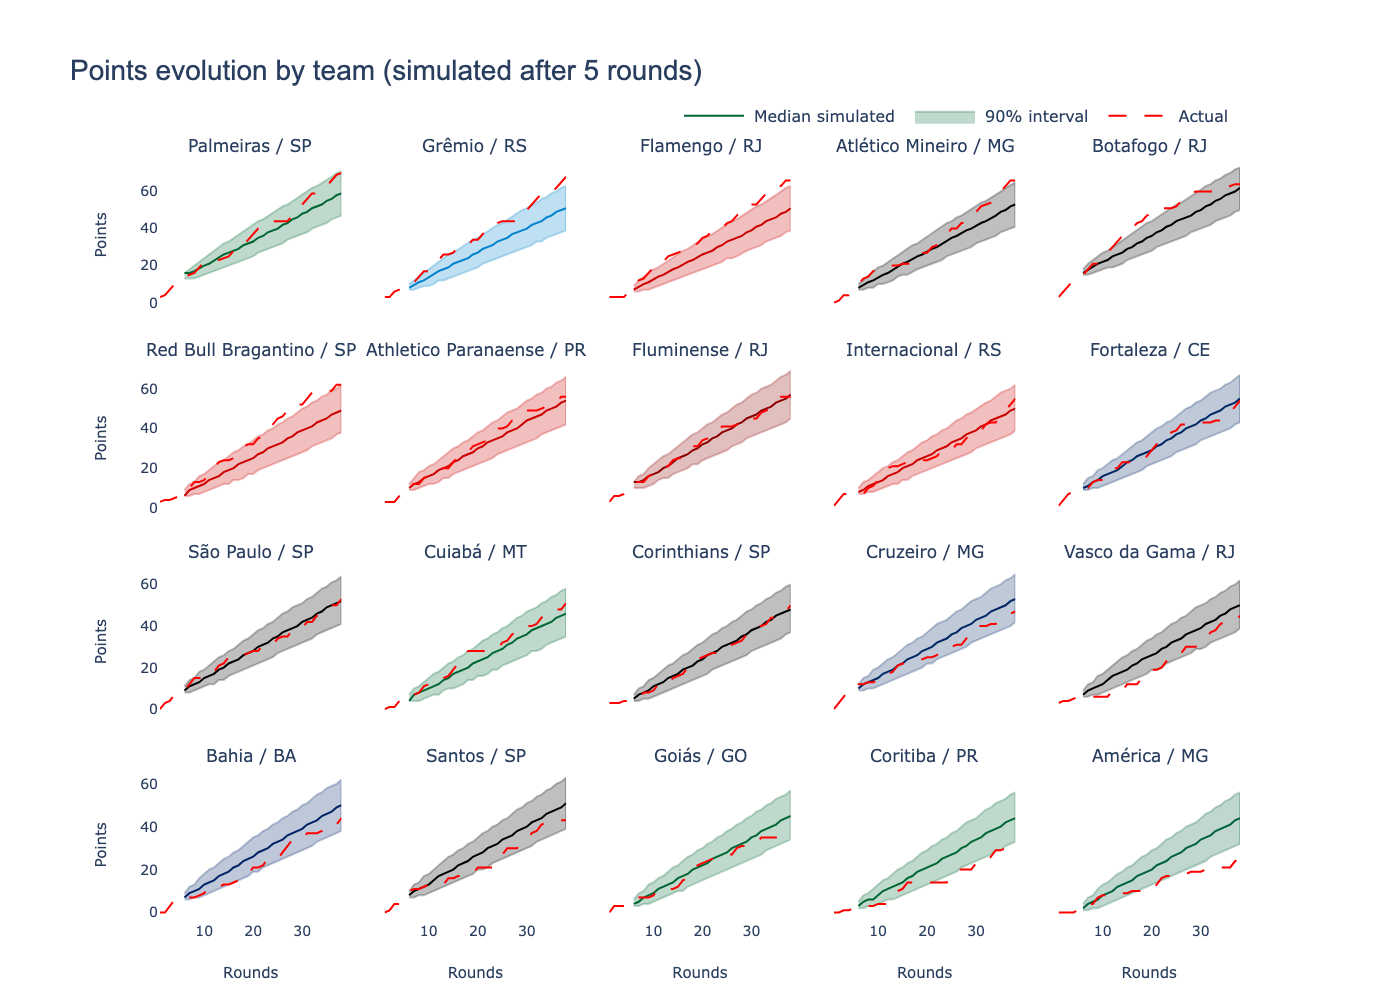 Points evolution by team (simulated after 5 rounds)
Median simulated 90% interval Actual
Palmeiras / SP Grêmio / RS Flamengo / RJ Atlético Mineiro / MG Botafogo / RJ
60
40
20
0
Points
Red Bull Bragantino / SP Athletico Paranaense / PR Fluminense / RJ Internacional / RS Fortaleza / CE
60
40
20
0
Points
São Paulo / SP Cuiabá / MT Corinthians / SP Cruzeiro / MG Vasco da Gama / RJ
60
40
20
0
Points
Bahia / BA Santos / SP Goiás / GO Coritiba / PR América / MG
60
40
20
0
Points
10 20 30 10 20 30 10 20 30 10 20 30 10 20 30
Rounds Rounds Rounds Rounds Rounds